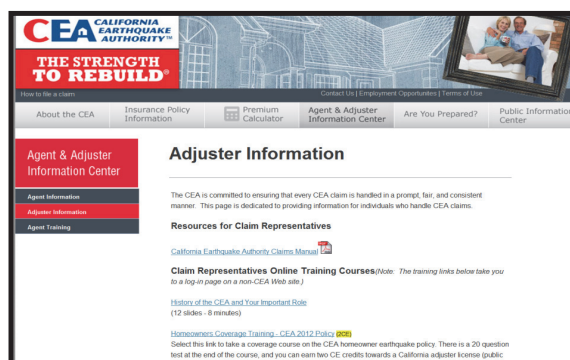 CEA CALIFORNIA
EARTHQUAKE
AUTHORITY™
THE STRENGTH
TO REBUILD®
How to file a claim
Contact Us | Employment Opportunites | Terms of Use
About the CEA
Insurance Policy
Information
Premium
Calculator
Agent & Adjuster
Information Center
Are You Prepared?
Public Information
Center
Agent & Adjuster
Information Center
Agent Information
Adjuster Information
Agent Training
Adjuster Information
The CEA is committed to ensuring that every CEA claim is handled in a prompt, fair, and consistent
manner. This page is dedicated to providing information for individuals who handle CEA claims.
Resources for Claim Representatives
California Earthquake Authority Claims Manual
Claim Representatives Online Training Courses(Note: The training links below take you
to a log-in page on a non-CEA Web site.)
History of the CEA and Your Important Role
(12 slides - 8 minutes)
Homeowners Coverage Training - CEA 2012 Policy (2CE)
Select this link to take a coverage course on the CEA homeowner earthquake policy. There is a 20 question
test at the end of the course, and you can earn two CE credits towards a California adjuster license (public